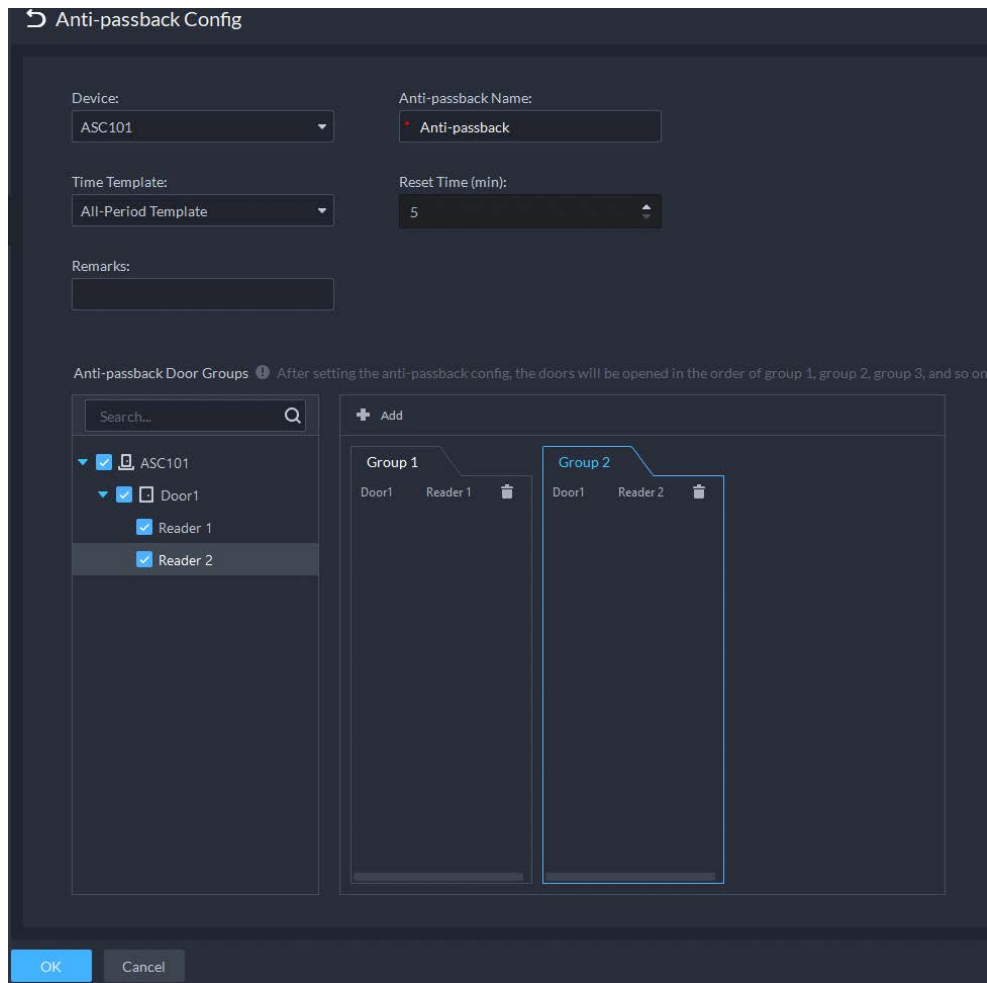 Anti-passback Config
Device:
Anti-passback Name:
ASC101
* Anti-passback
Time Template:
Reset Time (min):
All-Period Template
5
Remarks:
Anti-passback Door Groups After setting the anti-passback config, the doors will be opened in the order of group 1, group 2, group 3, and so on
Search...
Add
ASC101
Door1
Reader 1
Reader 2
Group 1
Door1 Reader 1
Group 2
Door1 Reader 2
OK
Cancel